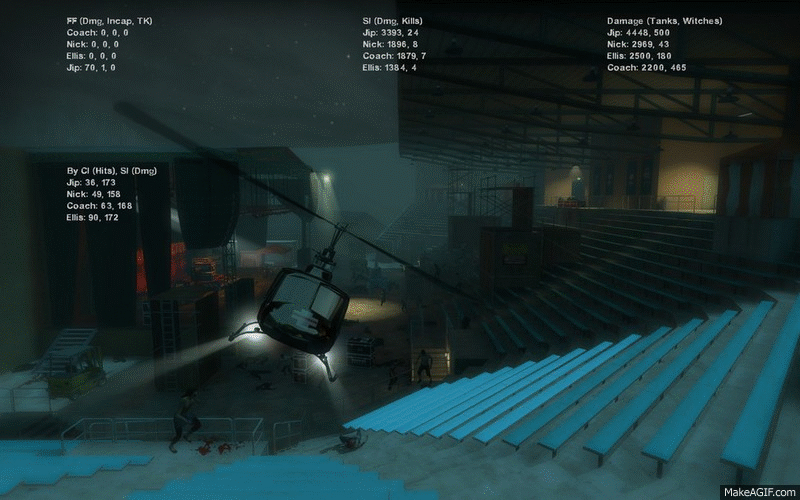 FF (Dmg, Incap, TK)
Coach: 0, 0, 0
Nick: 0, 0, 0
Ellis: 0, 0, 0
Jip: 70, 1, 0
SI (Dmg, Kills)
Jip: 3393, 24
Nick: 1896, 8
Coach: 1879, 7
Ellis: 1384, 4
Damage (Tanks, Witches)
Jip: 4448, 500
Nick: 2969, 43
Ellis: 2500, 180
Coach: 2200, 465
By CI (Hits), SI (Dmg)
Jip: 36, 173
Nick: 49, 158
Coach: 63, 168
Ellis: 90, 172
MakeAGIF.com